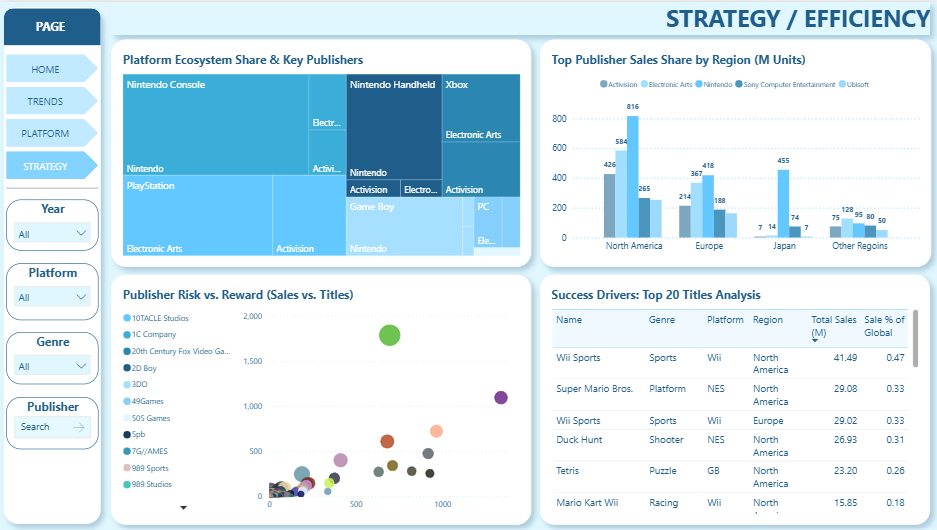 STRATEGY / EFFICIENCY
PAGE
HOME
TRENDS
PLATFORM
STRATEGY
Year
All
Platform
All
Genre
All
Publisher
Search
Platform Ecosystem Share & Key Publishers
Nintendo Console
Electr...
Activi...
Nintendo
Nintendo Handheld
Nintendo
Activision
Electro...
Xbox
Electronic Arts
Activision
PlayStation
Electronic Arts
Activision
Game Boy
Nintendo
PC
Ele...
Top Publisher Sales Share by Region (M Units)
Activision Electronic Arts Nintendo Sony Computer Entertainment Ubisoft
800
600
400
200
0
426 584 816 265
214 367 418 188
7 14 455 74 7
75 128 95 80 50
North America Europe Japan Other Regoins
Publisher Risk vs. Reward (Sales vs. Titles)
10TACLE Studios
1C Company
20th Century Fox Video Ga...
2D Boy
3DO
49Games
505 Games
5pb
7G//AMES
989 Sports
989 Studios
2,000
1,500
1,000
500
0
0 500 1000
Success Drivers: Top 20 Titles Analysis
Name Genre Platform Region Total Sales (M) Sale % of Global
Wii Sports Sports Wii North America 41.49 0.47
Super Mario Bros. Platform NES North America 29.08 0.33
Wii Sports Sports Wii Europe 29.02 0.33
Duck Hunt Shooter NES North America 26.93 0.31
Tetris Puzzle GB North America 23.20 0.26
Mario Kart Wii Racing Wii North 15.85 0.18